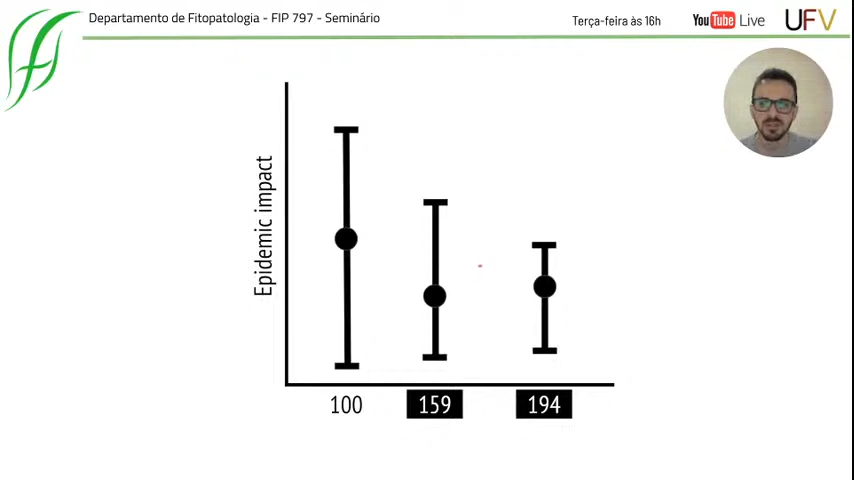 Departamento de Fitopatologia - FIP 797 - Seminário
Terça-feira às 16h
YouTube Live
UFV
Epidemic impact
100
159
194